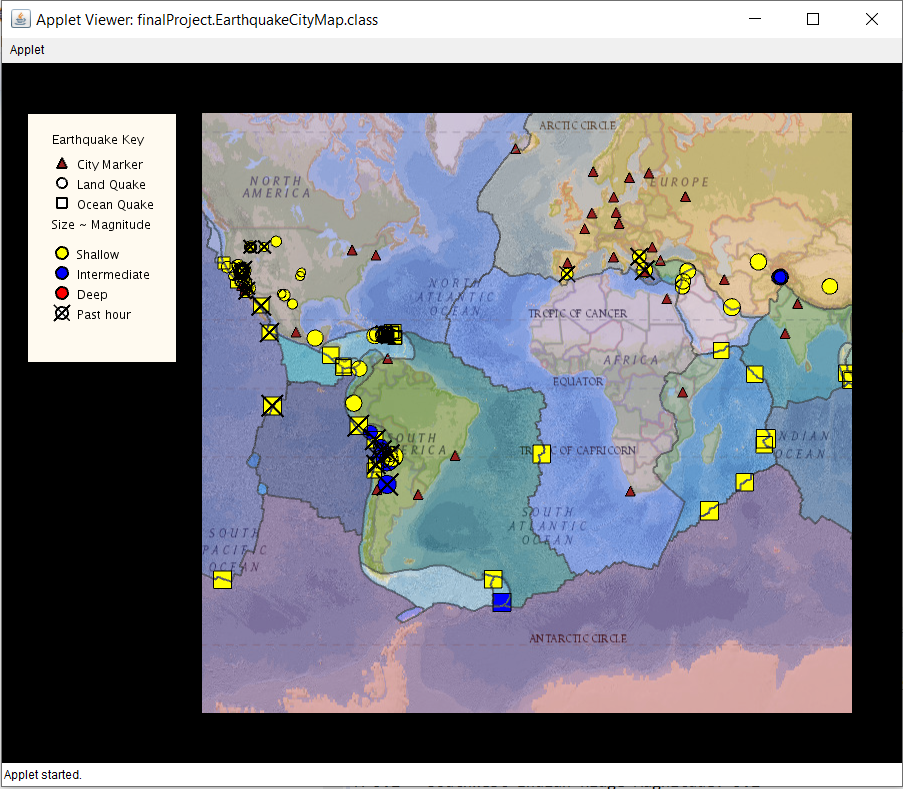 Applet Viewer: finalProject.EarthquakeCityMap.class
Applet
Earthquake Key
City Marker
Land Quake
Ocean Quake
Size ~ Magnitude
Shallow
Intermediate
Deep
Past hour
ARCTIC CIRCLE
NORTH
AMERICA
EUROPE
NORTH
ATLANTIC
OCEAN
TROPIC OF CANCER
AFRICA
EQUATOR
SOUTH
INDIAN
OCEAN
OF CAPRICORN
SOUTH
ATLANTIC
OCEAN
SOUTH
PACIFIC
OCEAN
ANTARCTIC CIRCLE
Applet started.